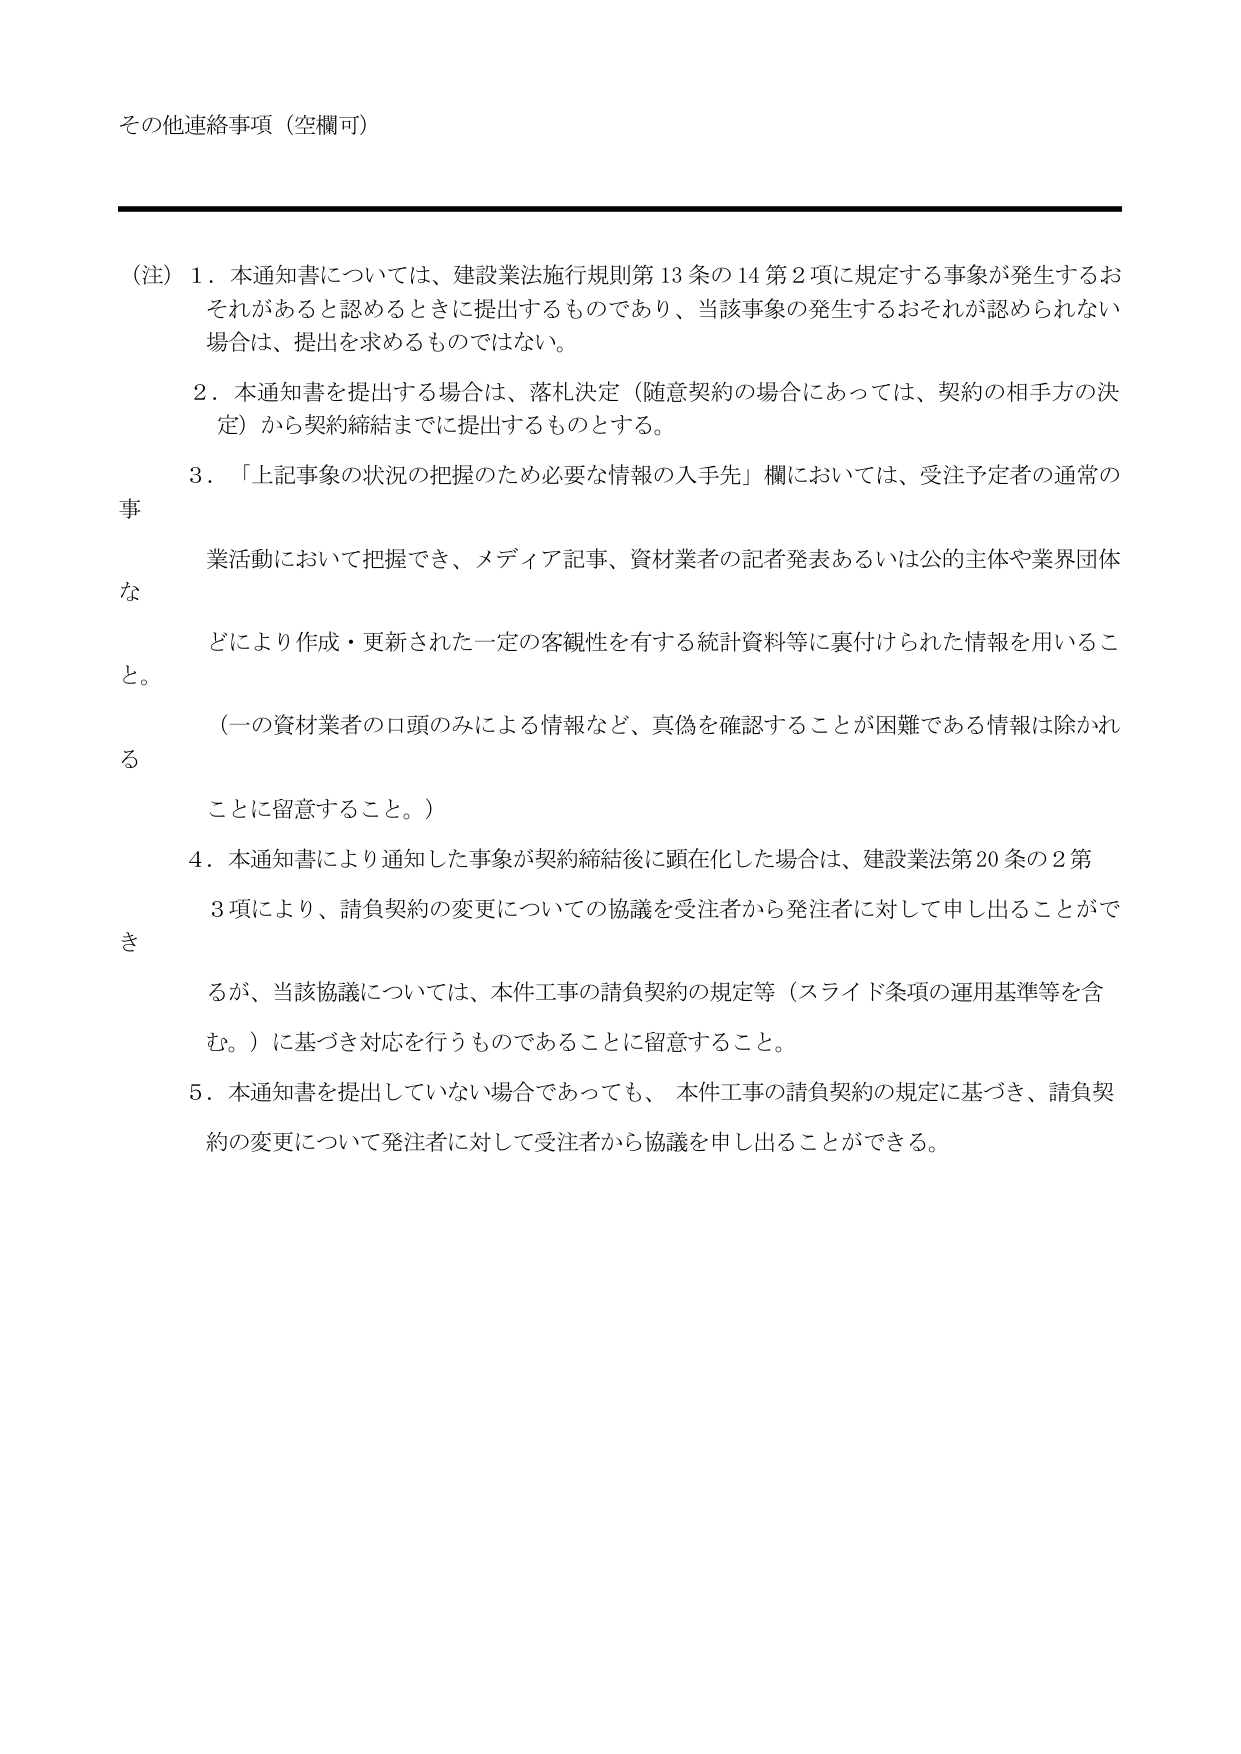 その他連絡事項（空欄可）
（注）１．本通知書については、建設業法施行規則第 13 条の 14 第２項に規定する事象が発生するお
それがあると認めるときに提出するものであり、当該事象の発生するおそれが認められない
場合は、提出を求めるものではない。
２．本通知書を提出する場合は、落札決定（随意契約の場合にあっては、契約の相手方の決
定）から契約締結までに提出するものとする。
３．「上記事象の状況の把握のため必要な情報の入手先」欄においては、受注予定者の通常の
事
業活動において把握でき、メディア記事、資材業者の記者発表あるいは公的主体や業界団体
な
どにより作成・更新された一定の客観性を有する統計資料等に裏付けられた情報を用いるこ
と。
（一の資材業者の口頭のみによる情報など、真偽を確認することが困難である情報は除かれ
る
ことに留意すること。）
４．本通知書により通知した事象が契約締結後に顕在化した場合は、建設業法第 20 条の２第
３項により、請負契約の変更についての協議を受注者から発注者に対して申し出ることがで
き
るが、当該協議については、本件工事の請負契約の規定等（スライド条項の運用基準等を含
む。）に基づき対応を行うものであることに留意すること。
５．本通知書を提出していない場合であっても、 本件工事の請負契約の規定に基づき、請負契
約の変更について発注者に対して受注者から協議を申し出ることができる。